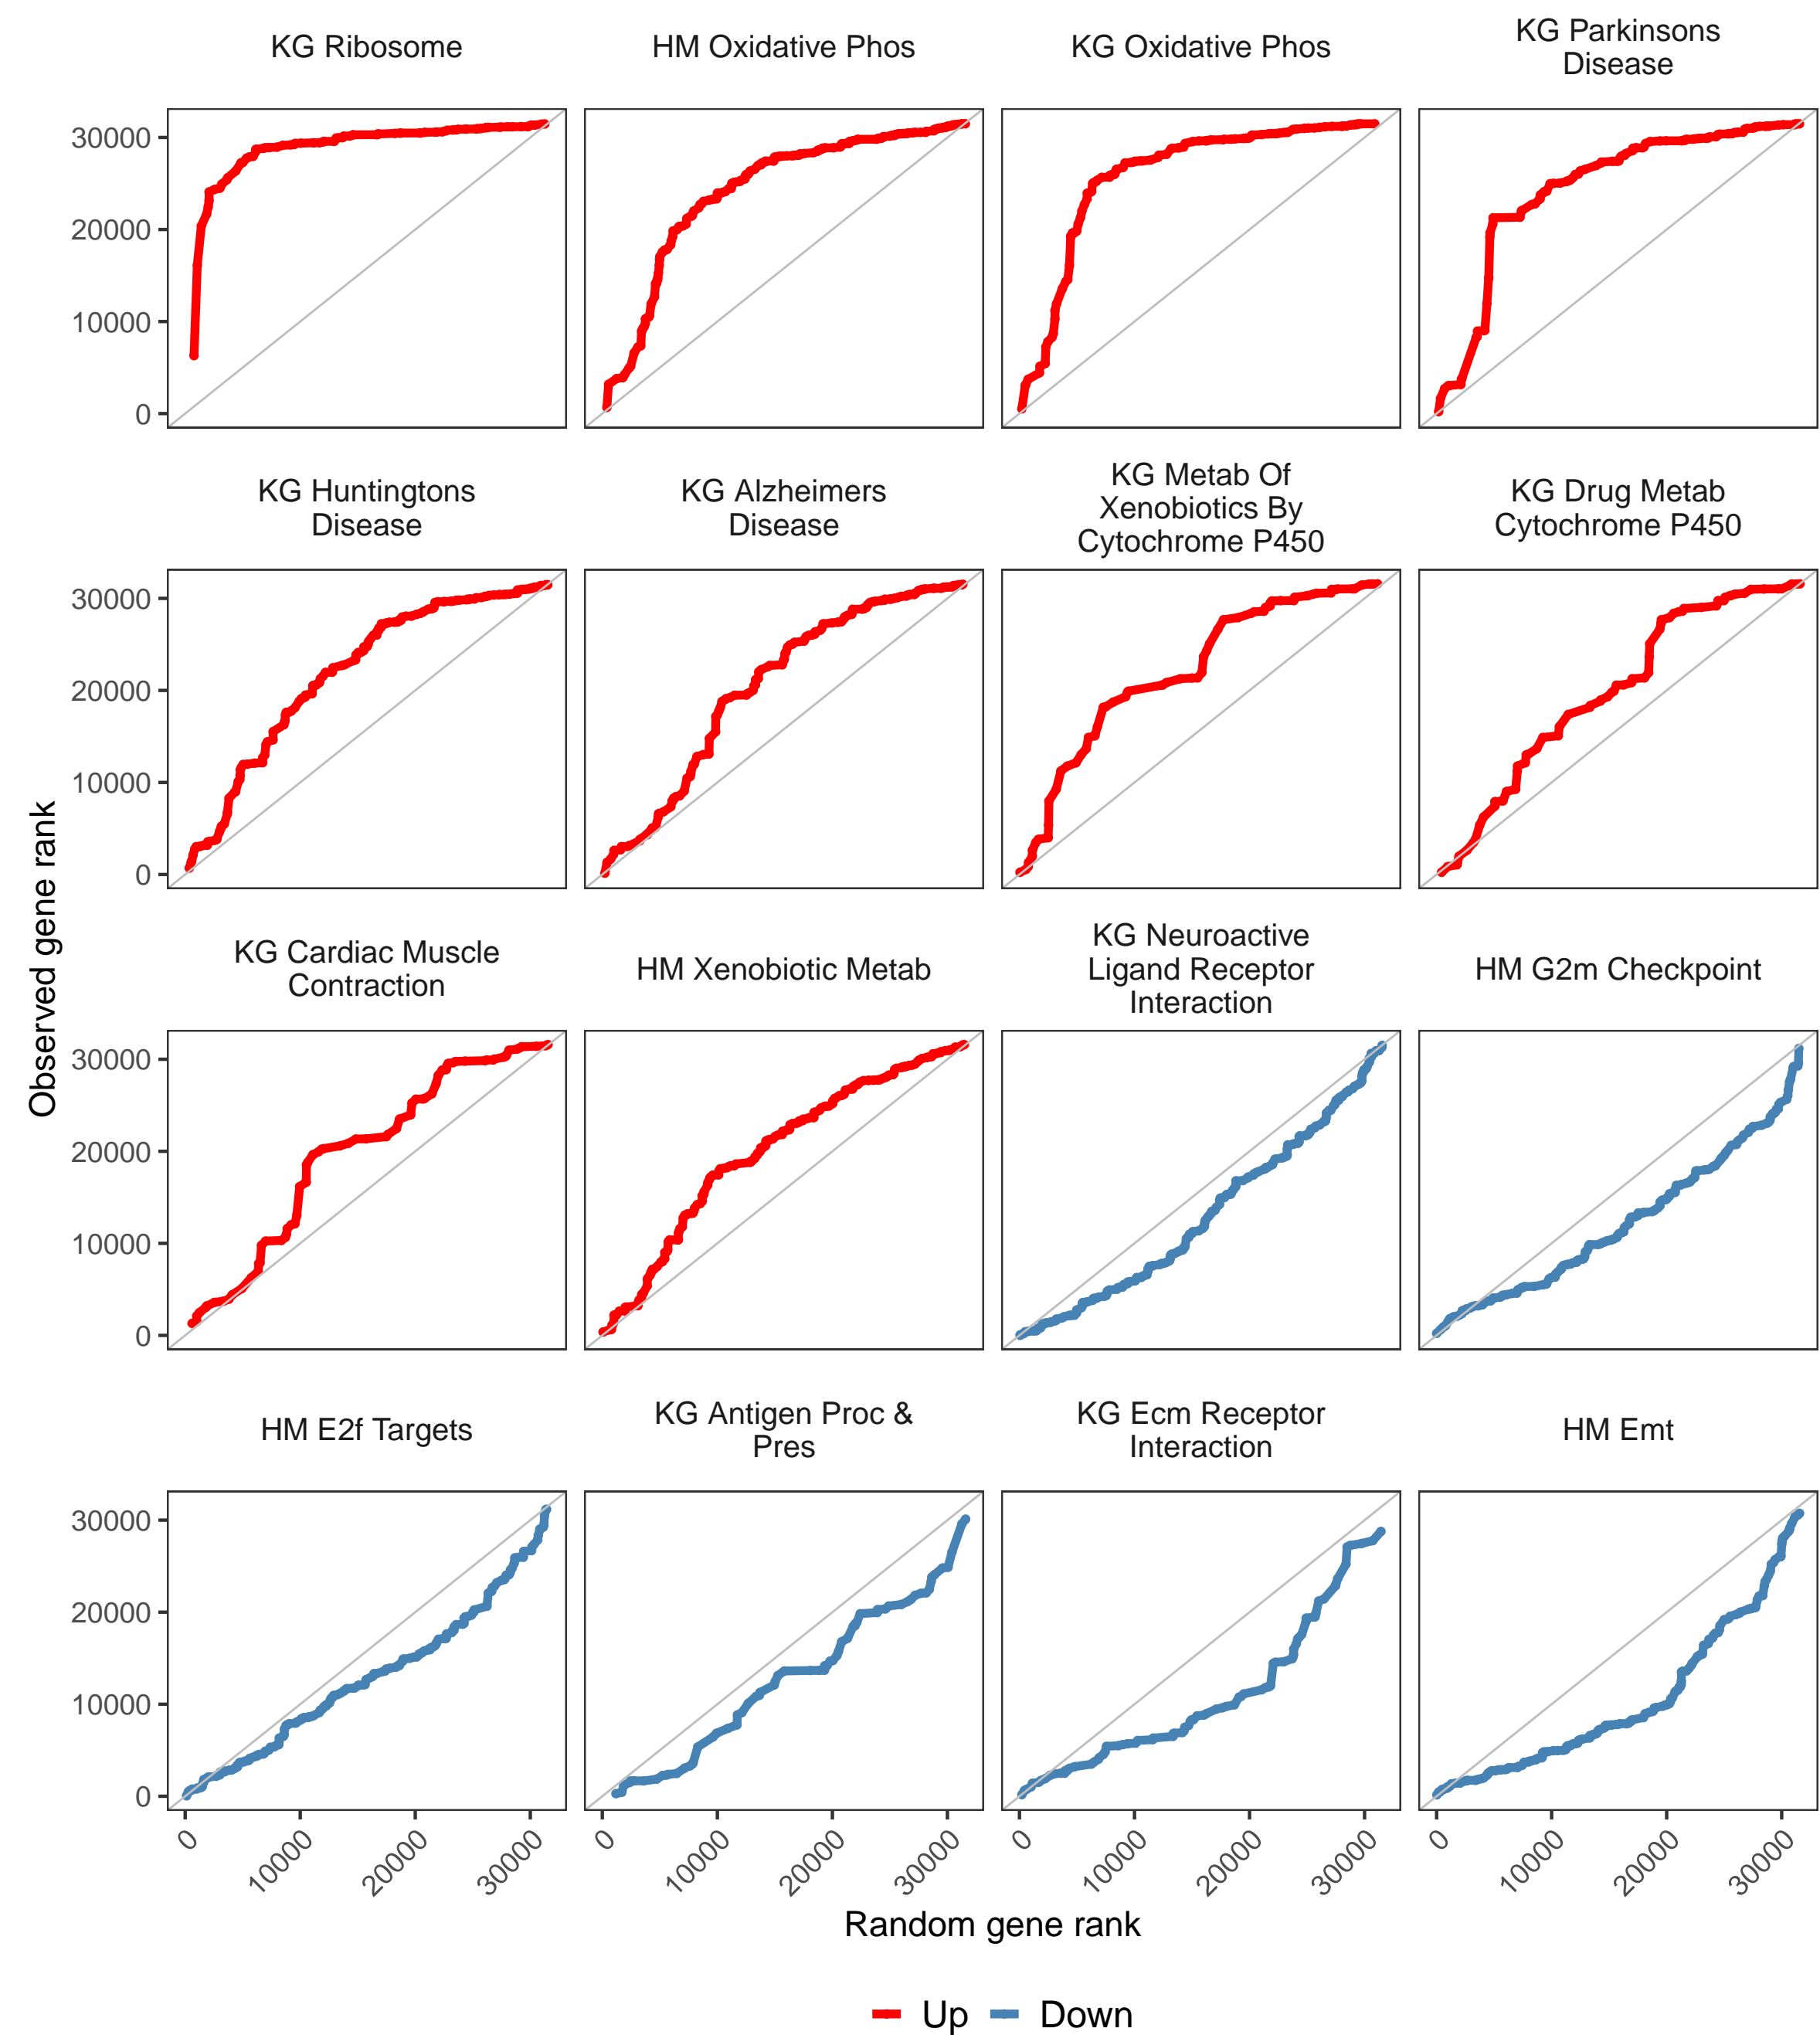 KG Ribosome
HM Oxidative Phos
KG Oxidative Phos
KG Parkinsons
Disease
30000
20000
10000
0
KG Huntingtons
Disease
KG Alzheimers
Disease
KG Metab Of
Xenobiotics By
Cytochrome P450
KG Drug Metab
Cytochrome P450
30000
20000
10000
0
KG Cardiac Muscle
Contraction
HM Xenobiotic Metab
KG Neuroactive
Ligand Receptor
Interaction
HM G2m Checkpoint
30000
20000
10000
0
HM E2f Targets
KG Antigen Proc &
Pres
KG Ecm Receptor
Interaction
HM Emt
30000
20000
10000
0
0 10000 20000 30000
0 10000 20000 30000
0 10000 20000 30000
0 10000 20000 30000
Observed gene rank
Random gene rank
Up Down